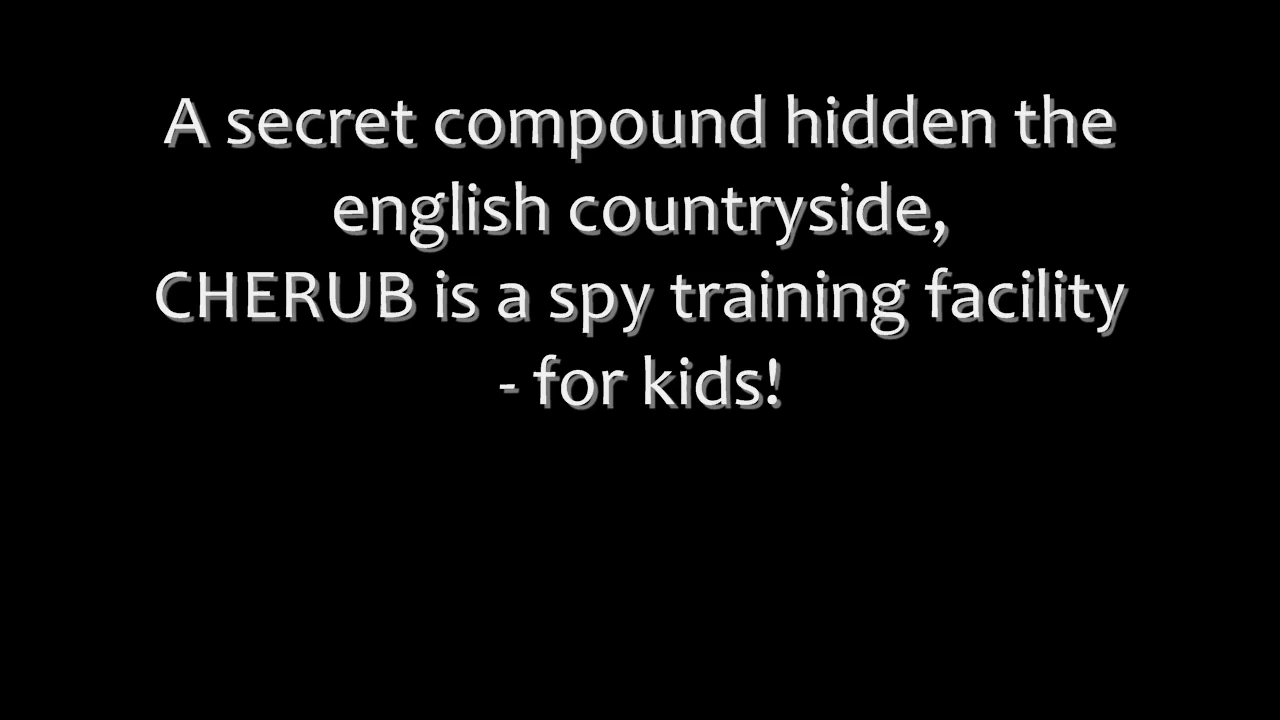 A secret compound hidden the
english countryside,
CHERUB is a spy training facility
- for kids!